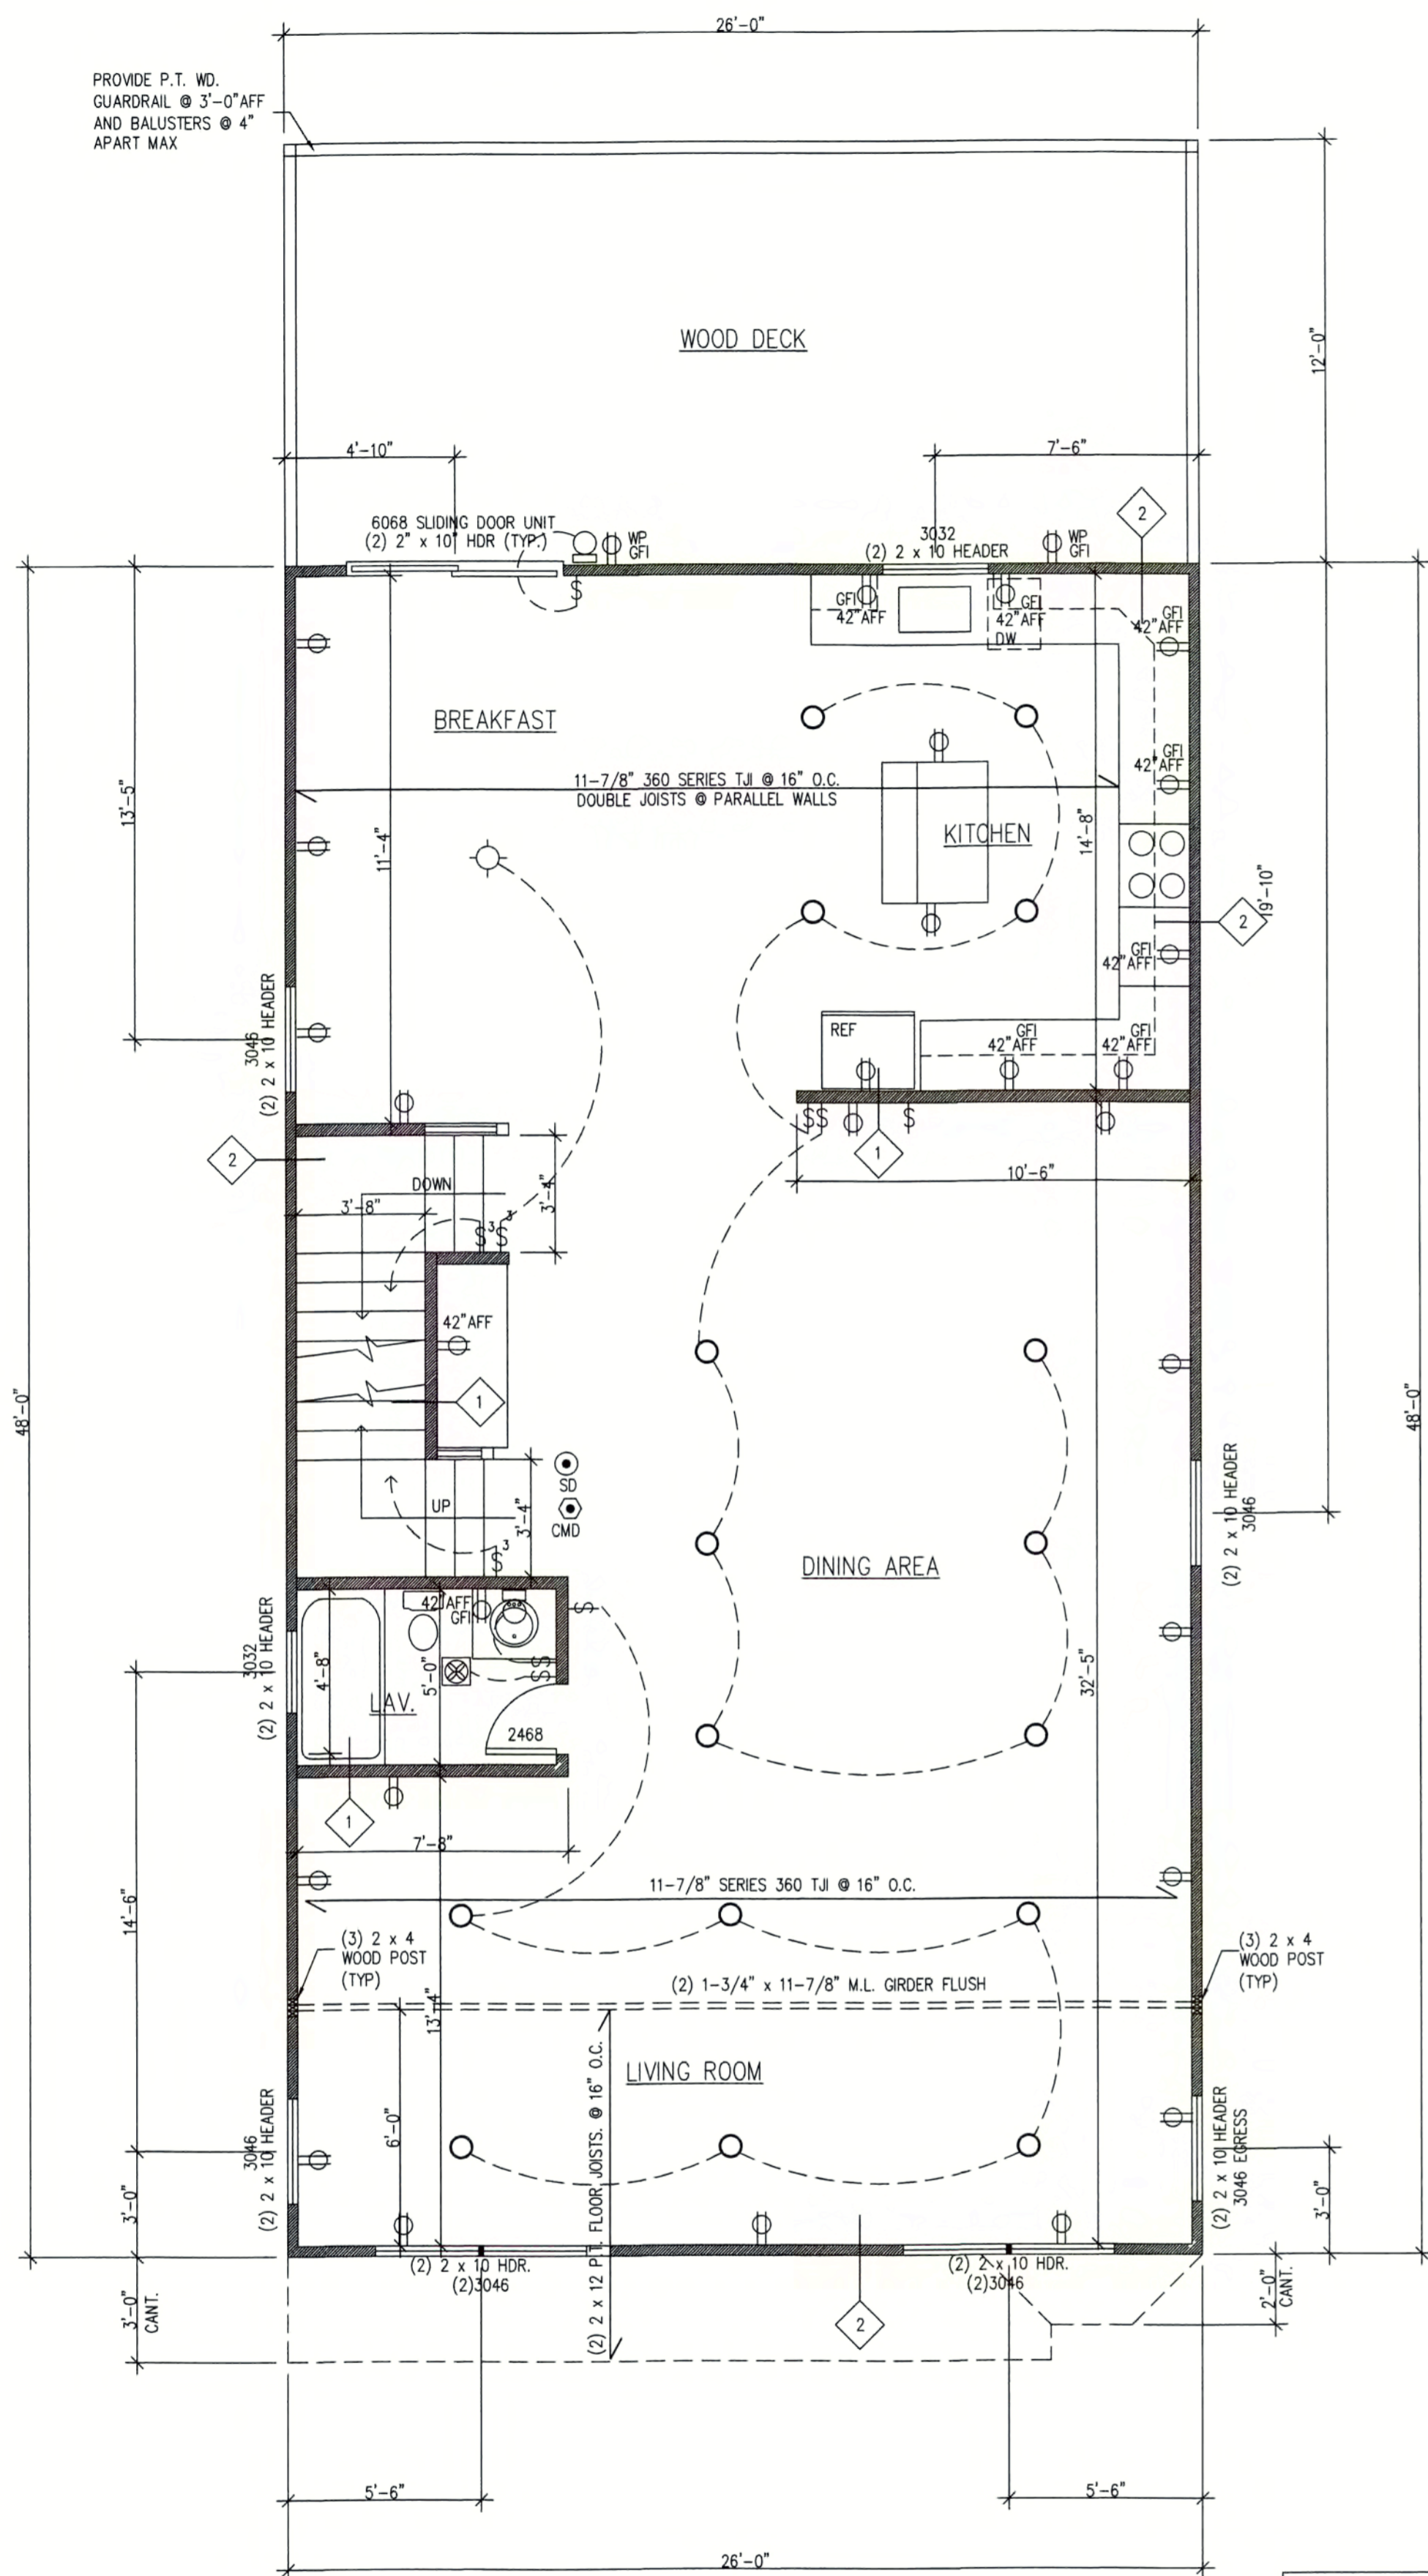 26'-0"
PROVIDE P.T. WD.
GUARDRAIL @ 3'-0"AFF
AND BALUSTERS @ 4"
APART MAX
WOOD DECK
12'-0"
4'-10"
7'-6"
2
6068 SLIDING DOOR UNIT
(2) 2" x 10" HDR (TYP.)
WP
GFI
3032
(2) 2 x 10 HEADER
WP
GFI
S
GFI
42"AFF
GFI
42"AFF
DW
GFI
42"AFF
BREAKFAST
GFI
42"AFF
11-7/8" 360 SERIES TJI @ 16" O.C.
DOUBLE JOISTS @ PARALLEL WALLS
13'-5"
11'-4"
KITCHEN
14'-8"
19'-10"
2
GFI
42"AFF
3046
(2) 2 x 10 HEADER
REF
GFI
42"AFF
GFI
42"AFF
SS
S
1
2
10'-6"
DOWN
3'-8"
3'-4"
S3
S3
42"AFF
1
48'-0"
48'-0"
SD
CMD
UP
3'-4"
S3
(2) 2 x 10 HEADER
3046
DINING AREA
3032
(2) 2 x 10 HEADER
42"AFF
GFI
S
4'-8"
5'-0"
SS
LAV.
2468
32'-5"
1
7'-8"
11-7/8" SERIES 360 TJI @ 16" O.C.
14'-6"
(3) 2 x 4
WOOD POST
(TYP)
(3) 2 x 4
WOOD POST
(TYP)
(2) 1-3/4" x 11-7/8" M.L. GIRDER FLUSH
13'-4"
LIVING ROOM
6'-0"
(2) 2 x 12 P.T. FLOOR JOISTS. @ 16" O.C.
3046
(2) 2 x 10 HEADER
(2) 2 x 10 HEADER
3046 EGRESS
3'-0"
3'-0"
(2) 2 x 10 HDR.
(2)3046
(2) 2 x 10 HDR.
(2)3046
3'-0"
CANT.
2
2'-0"
CANT.
5'-6"
5'-6"
26'-0"